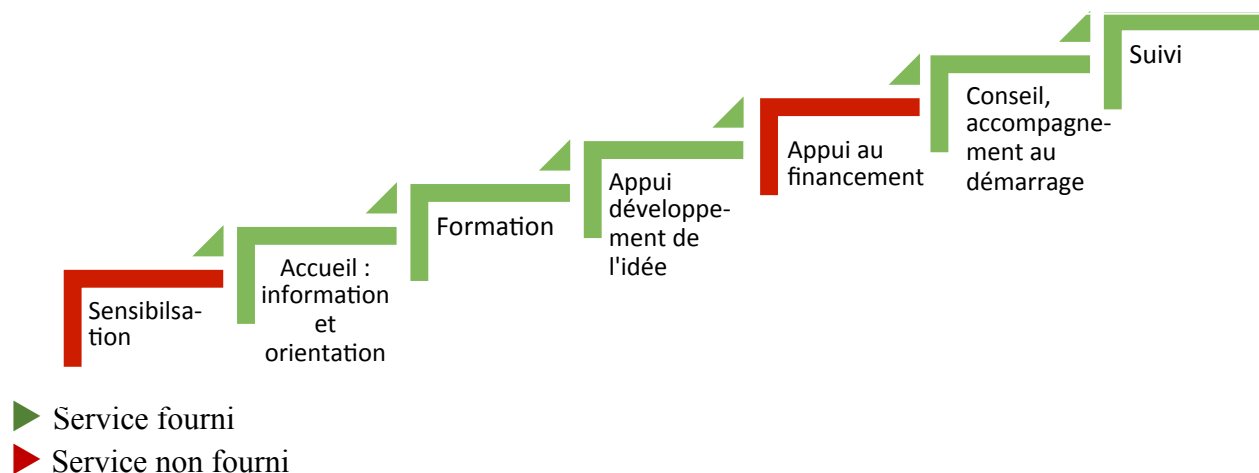 Sensibilsa-
tion
Accueil :
information
et
orientation
Formation
Appui
développe-
ment de
l'idée
Appui au
financement
Conseil,
accompagne-
ment au
démarrage
Suivi
Service fourni
Service non fourni